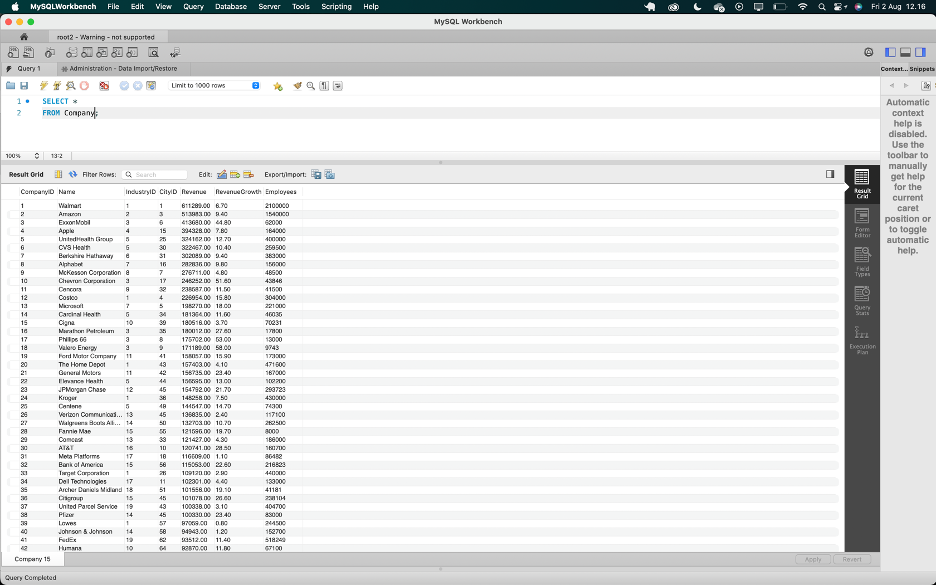 MySQLWorkbench File Edit View Query Database Server Tools Scripting Help Fri 2 Aug 12.16
MySQL Workbench
root2 - Warning - not supported
Query 1 Administration - Data Import/Restore
Context... Snippets
Limit to 1000 rows
1 SELECT *
2 FROM Company;
100% 13:2
Automatic context help is disabled. Use the toolbar to manually get help for the current caret position or to toggle automatic help.
Result Grid Filter Rows: Search Edit: Export/Import:
CompanyID Name IndustryID CityID Revenue RevenueGrowth Employees
1 Walmart 1 1 611289.00 6.70 2100000
2 Amazon 2 3 513983.00 9.40 1540000
3 ExxonMobil 3 6 413680.00 44.80 62000
4 Apple 4 15 394328.00 7.80 164000
5 UnitedHealth Group 5 25 324162.00 12.70 400000
6 CVS Health 5 30 322467.00 10.40 259500
7 Berkshire Hathaway 6 31 302089.00 9.40 383000
8 Alphabet 7 16 282836.00 9.80 156000
9 McKesson Corporation 8 7 276711.00 4.80 48500
10 Chevron Corporation 3 17 246252.00 51.60 43846
11 Cencora 9 32 238587.00 11.50 41500
12 Costco 1 4 226954.00 15.80 304000
13 Microsoft 7 5 198270.00 18.00 221000
14 Cardinal Health 5 34 181364.00 11.60 46035
15 Cigna 10 39 180516.00 3.70 70231
16 Marathon Petroleum 3 35 180012.00 27.60 17800
17 Phillips 66 3 8 175702.00 53.00 13000
18 Valero Energy 3 9 171189.00 58.00 9743
19 Ford Motor Company 11 41 158057.00 15.90 173000
20 The Home Depot 1 43 157403.00 4.10 471600
21 General Motors 11 42 156735.00 23.40 167000
22 Elevance Health 5 44 156595.00 13.00 102200
23 JPMorgan Chase 12 45 154792.00 21.70 293723
24 Kroger 1 36 148258.00 7.50 430000
25 Centene 5 49 144547.00 14.70 74300
26 Verizon Communicati... 13 45 136835.00 2.40 117100
27 Walgreens Boots Alli... 14 50 132703.00 10.70 262500
28 Fannie Mae 15 55 121596.00 19.70 8000
29 Comcast 13 33 121427.00 4.30 186000
30 AT&T 16 10 120741.00 28.50 160700
31 Meta Platforms 17 18 116609.00 1.10 86482
32 Bank of America 15 56 115053.00 22.60 216823
33 Target Corporation 1 26 109120.00 2.90 440000
34 Dell Technologies 17 11 102301.00 4.40 133000
35 Archer Daniels Midland 18 51 101556.00 19.10 41181
36 Citigroup 15 45 101078.00 26.60 238104
37 United Parcel Service 19 43 100338.00 3.10 404700
38 Pfizer 14 45 100330.00 23.40 83000
39 Lowes 1 57 97059.00 0.80 244500
40 Johnson & Johnson 14 58 94943.00 1.20 152700
41 FedEx 19 62 93512.00 11.40 518249
42 Humana 10 64 92870.00 11.80 67100
Result Grid
Form Editor
Field Types
Query Stats
Execution Plan
Company 15 Apply Revert
Query Completed